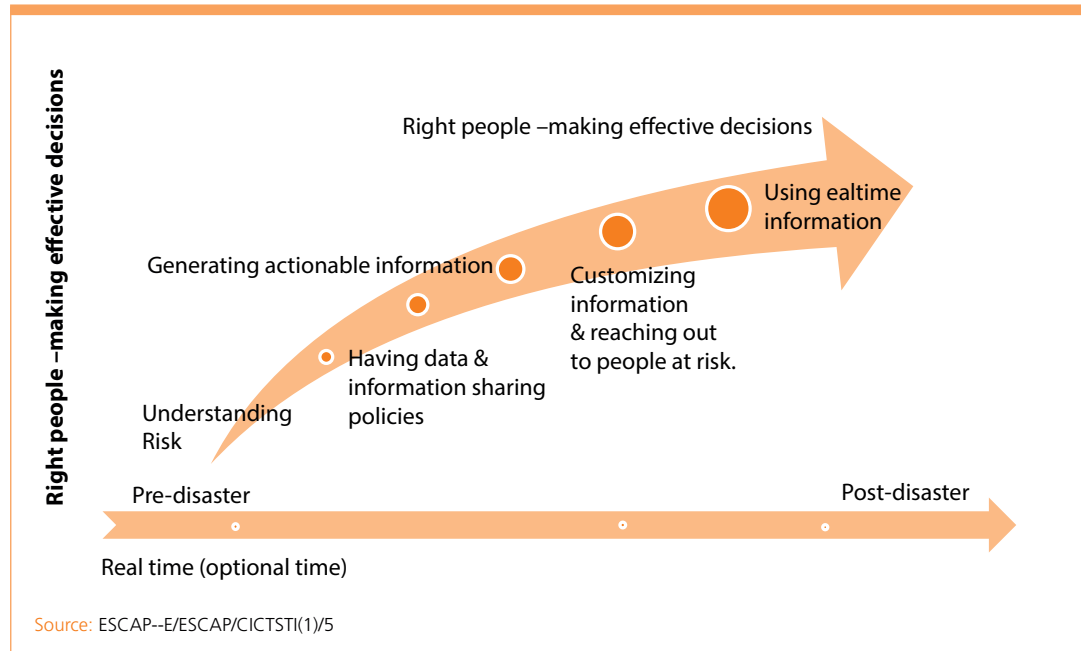 Right people –making effective decisions
Right people –making effective decisions
Using ealtime
information
Generating actionable information
Customizing
information
& reaching out
to people at risk.
Having data &
information sharing
policies
Understanding
Risk
Pre-disaster
Post-disaster
Real time (optional time)
Source: ESCAP--E/ESCAP/CICTSTI(1)/5